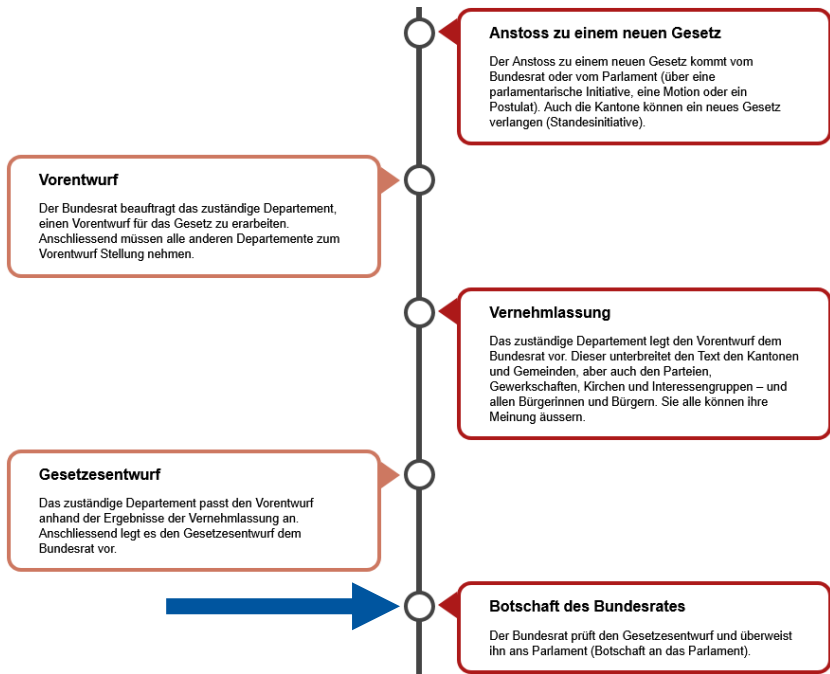 Anstoss zu einem neuen Gesetz
Der Anstoss zu einem neuen Gesetz kommt vom
Bundesrat oder vom Parlament (über eine
parlamentarische Initiative, eine Motion oder ein
Postulat). Auch die Kantone können ein neues Gesetz
verlangen (Standesinitiative).
Vorentwurf
Der Bundesrat beauftragt das zuständige Departement,
einen Vorentwurf für das Gesetz zu erarbeiten.
Anschliessend müssen alle anderen Departemente zum
Vorentwurf Stellung nehmen.
Vernehmlassung
Das zuständige Departement legt den Vorentwurf dem
Bundesrat vor. Dieser unterbreitet den Text den Kantonen
und Gemeinden, aber auch den Parteien,
Gewerkschaften, Kirchen und Interessengruppen – und
allen Bürgerinnen und Bürgern. Sie alle können ihre
Meinung äussern.
Gesetzesentwurf
Das zuständige Departement passt den Vorentwurf
anhand der Ergebnisse der Vernehmlassung an.
Anschliessend legt es den Gesetzesentwurf dem
Bundesrat vor.
Botschaft des Bundesrates
Der Bundesrat prüft den Gesetzesentwurf und überweist
ihn ans Parlament (Botschaft an das Parlament).